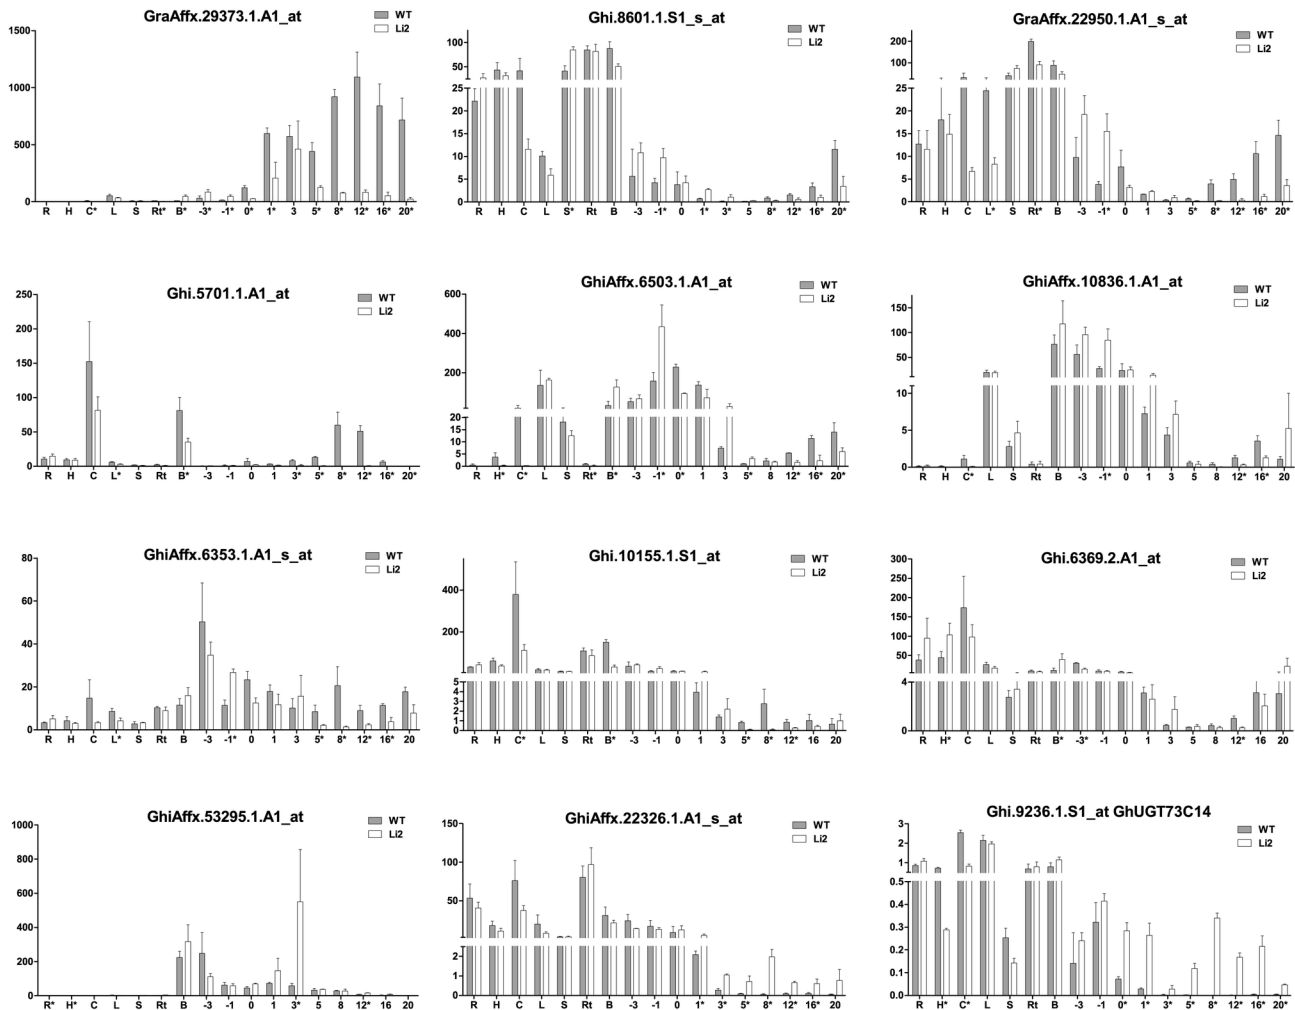 GraAffx.29373.1.A1_at
WT
Li2
1500
1000
500
0
R H C* L S Rt* B* -3* -1* 0* 1* 3 5* 8* 12* 16* 20*
Ghi.8601.1.S1_s_at
WT
Li2
100
50
25
20
15
10
5
0
R H C L S* Rt B -3 -1* 0 1* 3* 5 8* 12* 16* 20*
GraAffx.22950.1.A1_s_at
WT
Li2
200
100
25
20
15
10
5
0
R H C L* S Rt* B -3 -1* 0 1 3 5* 8* 12* 16* 20*
Ghi.5701.1.A1_at
WT
Li2
250
200
150
100
50
0
R H C L* S Rt B* -3 -1 0 1 3* 5* 8* 12* 16* 20
GhiAffx.6503.1.A1_at
WT
Li2
600
400
200
20
15
10
5
0
R H* C* L S Rt B* -3 -1* 0* 1 3 5* 8 12* 16* 20*
GhiAffx.10836.1.A1_at
WT
Li2
150
100
50
10
5
0
R H C* L S Rt B -3 -1* 0 1 3 5 8 12* 16* 20
GhiAffx.6353.1.A1_s_at
WT
Li2
80
60
40
20
0
R H C L* S Rt B -3 -1* 0 1 3 5* 8* 12* 16* 20
Ghi.10155.1.S1_at
WT
Li2
400
200
5
4
3
2
1
0
R H C* L S Rt B* -3 -1 0 1 3 5* 8* 12* 16 20
Ghi.6369.2.A1_at
WT
Li2
300
250
200
150
100
50
4
2
0
R H* C L S Rt B* -3* -1 0 1 3 5 8 12* 16 20
GhiAffx.53295.1.A1_at
WT
Li2
1000
800
600
400
200
0
R* H* C L S Rt B -3 -1 0 1 3* 5 8 12* 16 20
GhiAffx.22326.1.A1_s_at
WT
Li2
150
100
50
2
1
0
R H C L S Rt B -3 -1 0 1* 3* 5* 8* 12* 16* 20*
Ghi.9236.1.S1_at GhUGT73C14
WT
Li2
3
2
1
0.5
0.4
0.3
0.2
0.1
0.0
R H* C* L S Rt B -3 -1 0* 1* 3* 5* 8* 12* 16* 20*